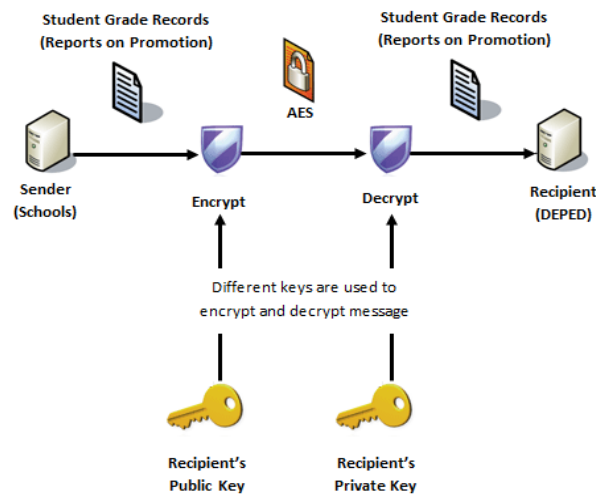 Student Grade Records
(Reports on Promotion)
Student Grade Records
(Reports on Promotion)
AES
Sender
(Schools)
Encrypt
Decrypt
Recipient
(DEPED)
Different keys are used to
encrypt and decrypt message
Recipient's
Public Key
Recipient's
Private Key